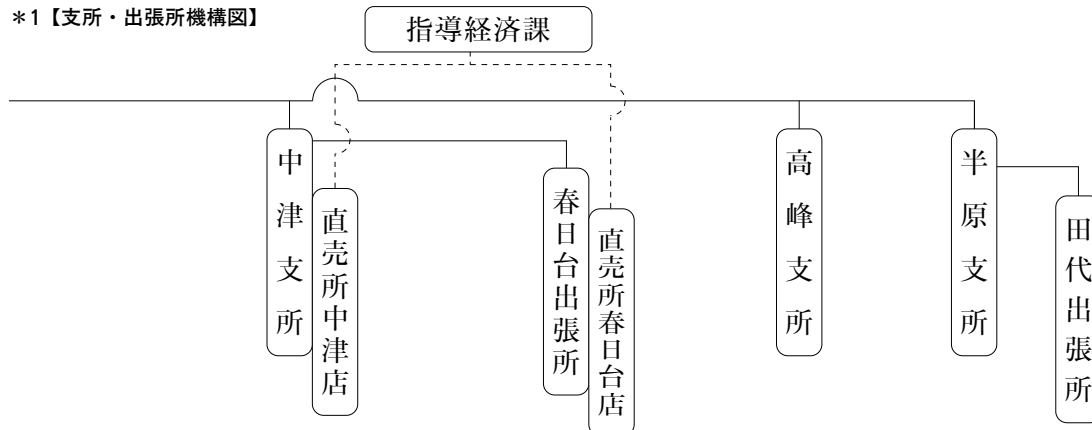 *1【支所・出張所機構図】
指導経済課
中津支所
直売所中津店
春日台出張所
直売所春日台店
高峰支所
半原支所
田代出張所